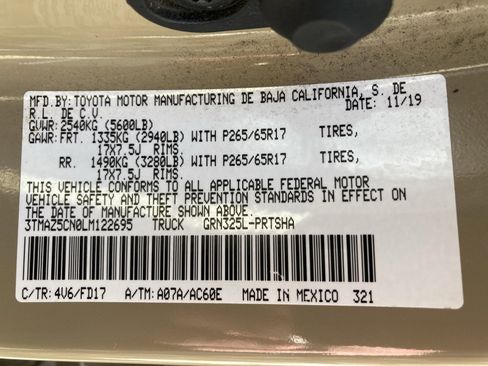 MFD.BY: TOYOTA MOTOR MANUFACTURING DE BAJA CALIFORNIA, S. DE
R.L. DE C.V. DATE: 11/19
GVWR: 2540KG (5600LB)
GAWR: FRT. 1335KG (2940LB) WITH P265/65R17 TIRES,
17X7.5J RIMS.
RR. 1490KG (3280LB) WITH P265/65R17 TIRES,
17X7.5J RIMS.
THIS VEHICLE CONFORMS TO ALL APPLICABLE FEDERAL MOTOR
VEHICLE SAFETY AND THEFT PREVENTION STANDARDS IN EFFECT ON
THE DATE OF MANUFACTURE SHOWN ABOVE.
3TMAZ5CN0LM122695 TRUCK GRN325L-PRTSHA
C/TR: 4V6/FD17 A/TM: A07A/AC60E MADE IN MEXICO 321